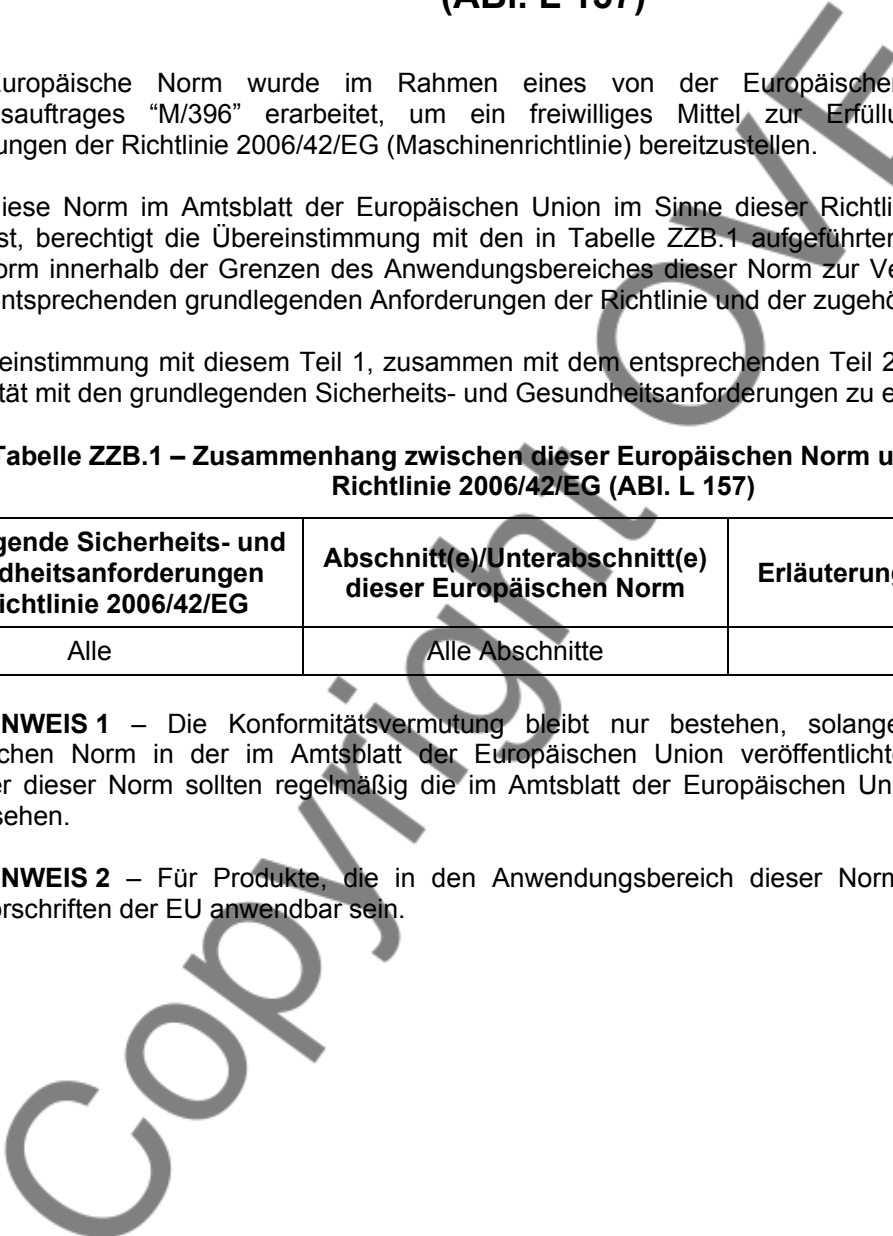 (ABl. L 157)
Europäische Norm wurde im Rahmen eines von der Europäischen
sauftrages “M/396” erarbeitet, um ein freiwilliges Mittel zur Erfüllu
ungen der Richtlinie 2006/42/EG (Maschinenrichtlinie) bereitzustellen.
iese Norm im Amtsblatt der Europäischen Union im Sinne dieser Richtli
st, berechtigt die Übereinstimmung mit den in Tabelle ZZB.1 aufgeführten
orm innerhalb der Grenzen des Anwendungsbereiches dieser Norm zur Ve
entsprechenden grundlegenden Anforderungen der Richtlinie und der zugehö
einstimmung mit diesem Teil 1, zusammen mit dem entsprechenden Teil 2
tät mit den grundlegenden Sicherheits- und Gesundheitsanforderungen zu e
Tabelle ZZB.1 – Zusammenhang zwischen dieser Europäischen Norm u
Richtlinie 2006/42/EG (ABl. L 157)
gende Sicherheits- und
dheitsanforderungen
ichtlinie 2006/42/EG
Abschnitt(e)/Unterabschnitt(e)
dieser Europäischen Norm
Erläuterung
Alle
Alle Abschnitte
NWEIS 1 – Die Konformitätsvermutung bleibt nur bestehen, solange
chen Norm in der im Amtsblatt der Europäischen Union veröffentlichte
er dieser Norm sollten regelmäßig die im Amtsblatt der Europäischen Un
sehen.
NWEIS 2 – Für Produkte, die in den Anwendungsbereich dieser Norm
orschriften der EU anwendbar sein.
Copyright OVE